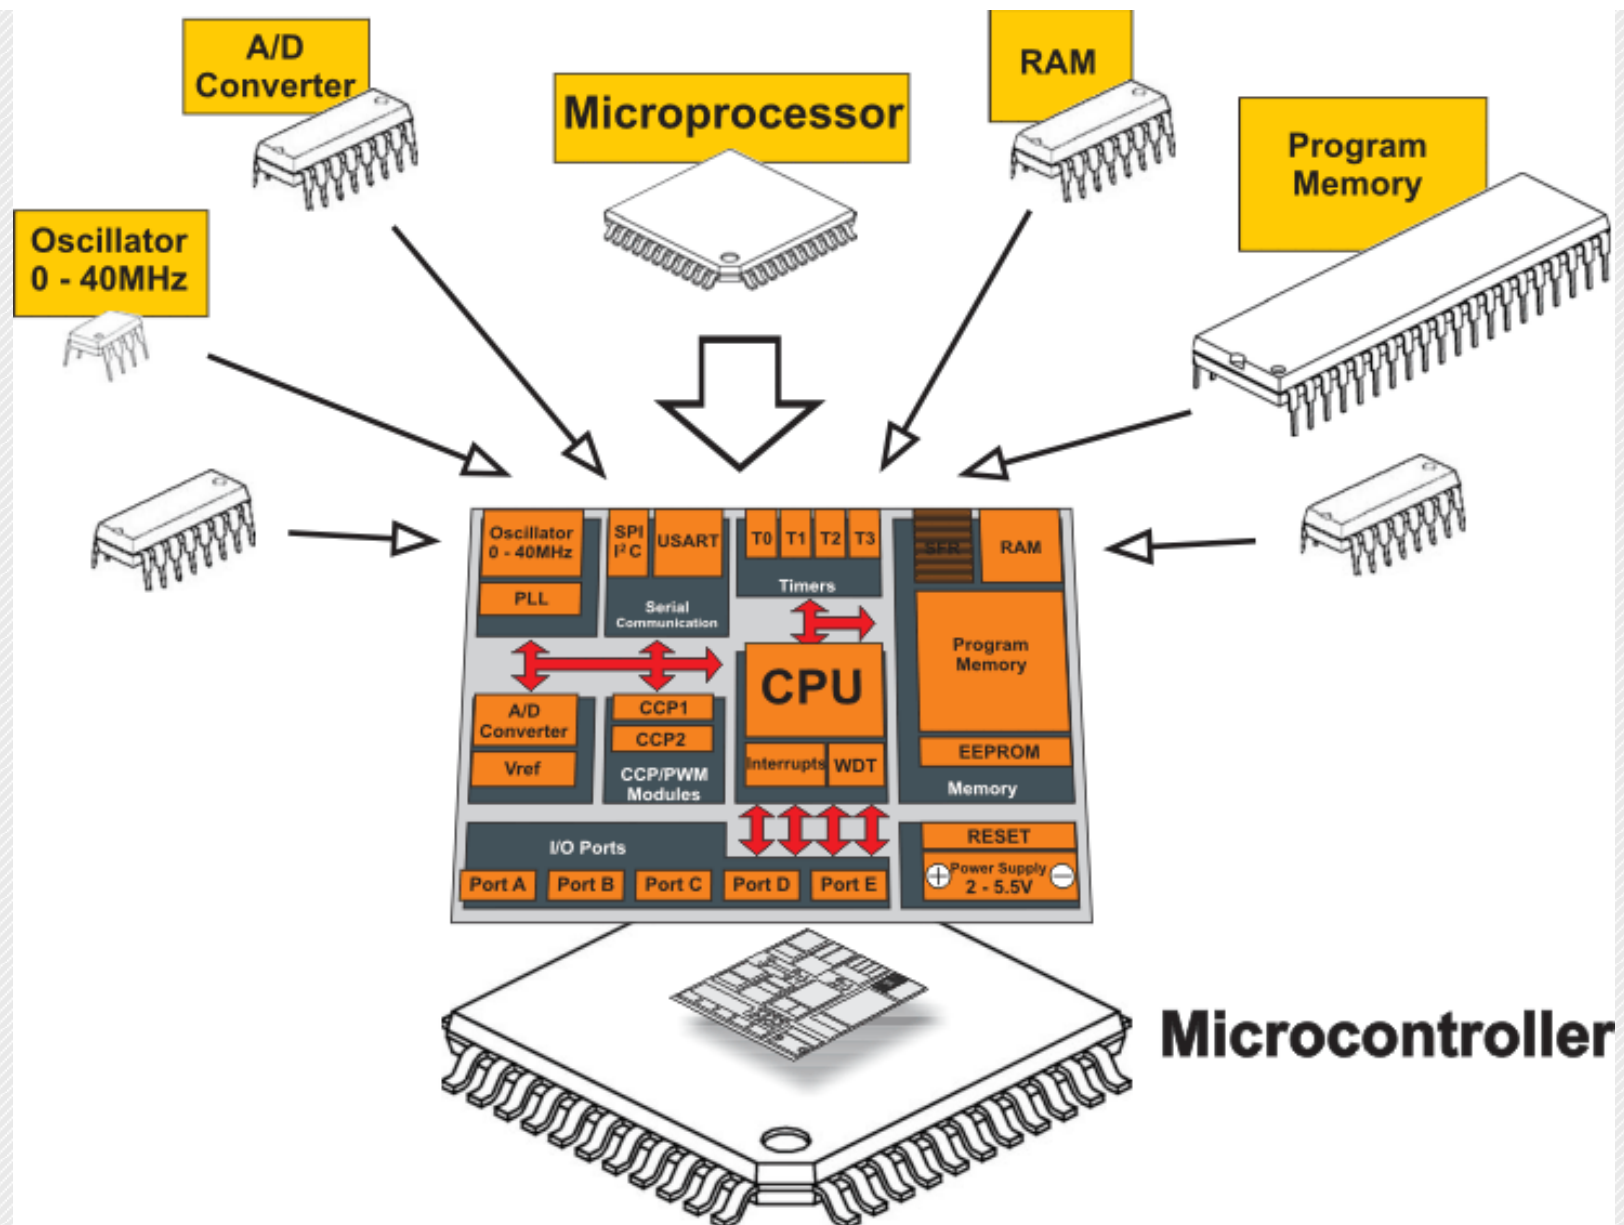 A/D
Converter
Microprocessor
RAM
Program
Memory
Oscillator
0 - 40MHz
Oscillator
0 - 40MHz
PLL
SPI
I²C
USART
Serial
Communication
T0
T1
T2
T3
Timers
SFR
RAM
Program
Memory
EEPROM
Memory
A/D
Converter
Vref
CCP1
CCP2
CCP/PWM
Modules
CPU
Interrupts
WDT
I/O Ports
Port A
Port B
Port C
Port D
Port E
RESET
+
Power Supply
2 - 5.5V
−
Microcontroller